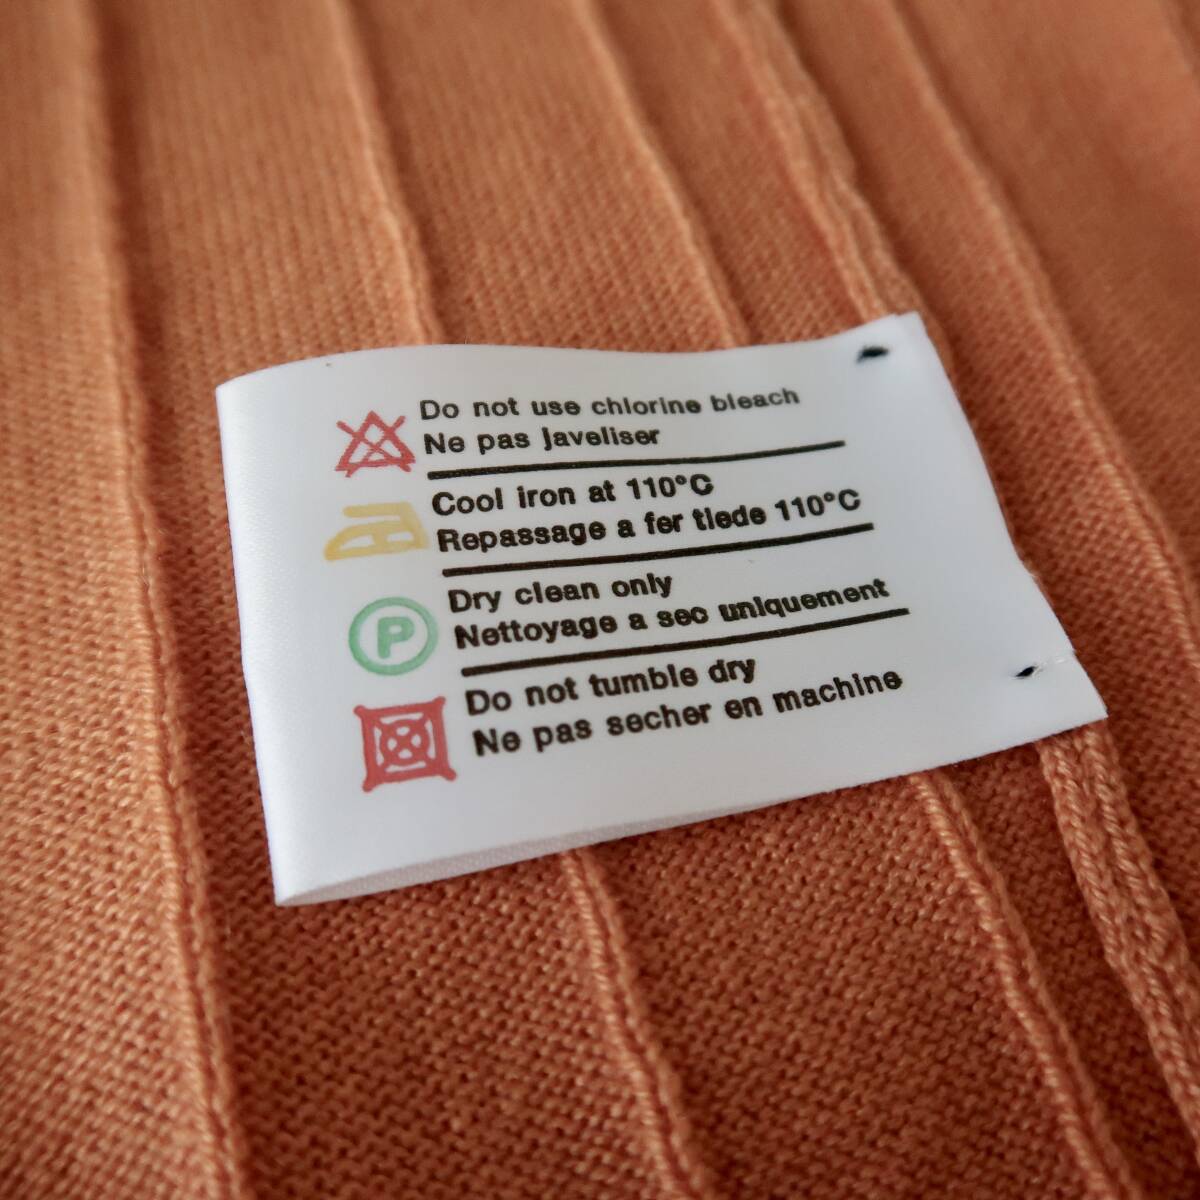 Do not use chlorine bleach
Ne pas javeliser
Cool iron at 110°C
Repassage a fer tiede 110°C
P
Dry clean only
Nettoyage a sec uniquement
Do not tumble dry
Ne pas secher en machine